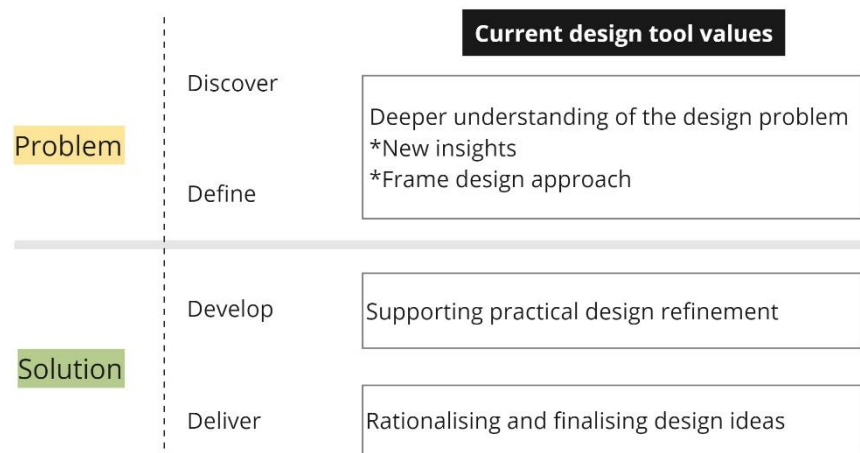 Current design tool values
Discover
Deeper understanding of the design problem
*New insights
*Frame design approach
Problem
Define
Develop
Supporting practical design refinement
Solution
Deliver
Rationalising and finalising design ideas